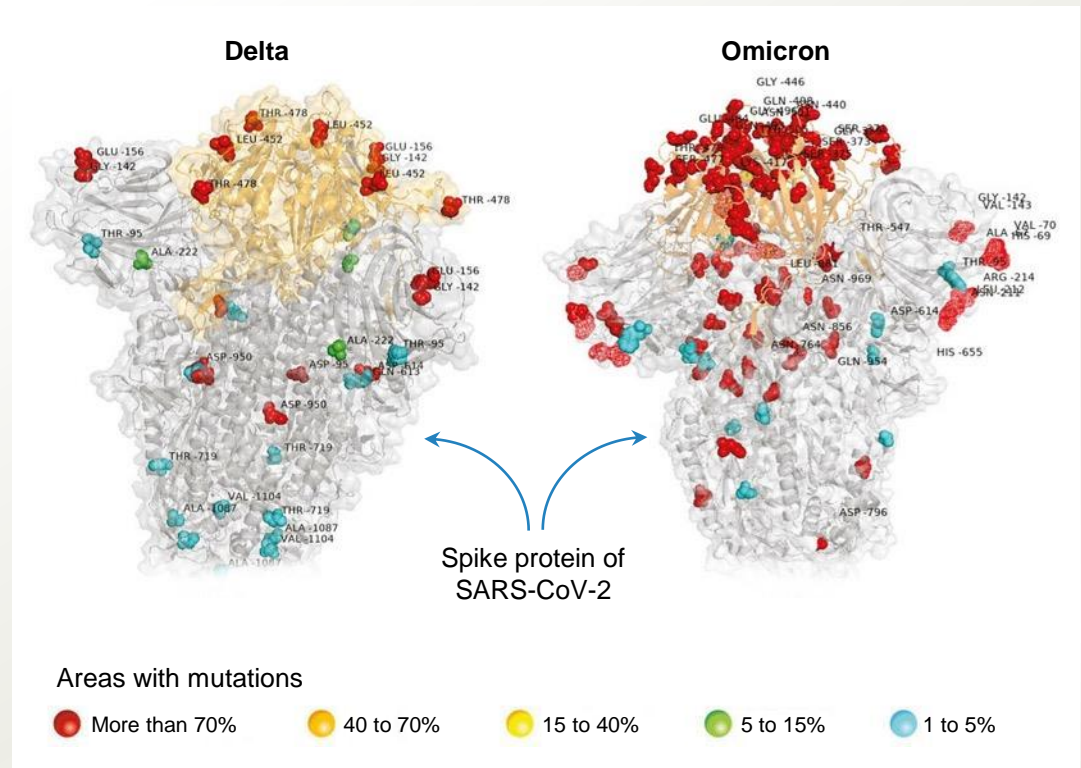 Delta
Omicron
THR -478
LEU -452
LEU -452
GLU -156
GLY -142
GLU -156
GLY -142
LEU -452
THR -478
THR -478
THR -95
ALA -222
GLU -156
GLY -142
ALA -222
THR -95
ASP -950
ASP -95
ASP -950
THR -719
THR -719
VAL -1104
ALA -1087
THR -719
ALA -1087
VAL -1104
ALA -1087
GLY -446
GLY -142
VAL -143
THR -547
VAL -70
HIS -69
THR -95
ASN -969
ARG -214
ASP -614
ASN -856
ASN -764
GLN -954
HIS -655
ASP -796
Spike protein of
SARS-CoV-2
Areas with mutations
More than 70%
40 to 70%
15 to 40%
5 to 15%
1 to 5%